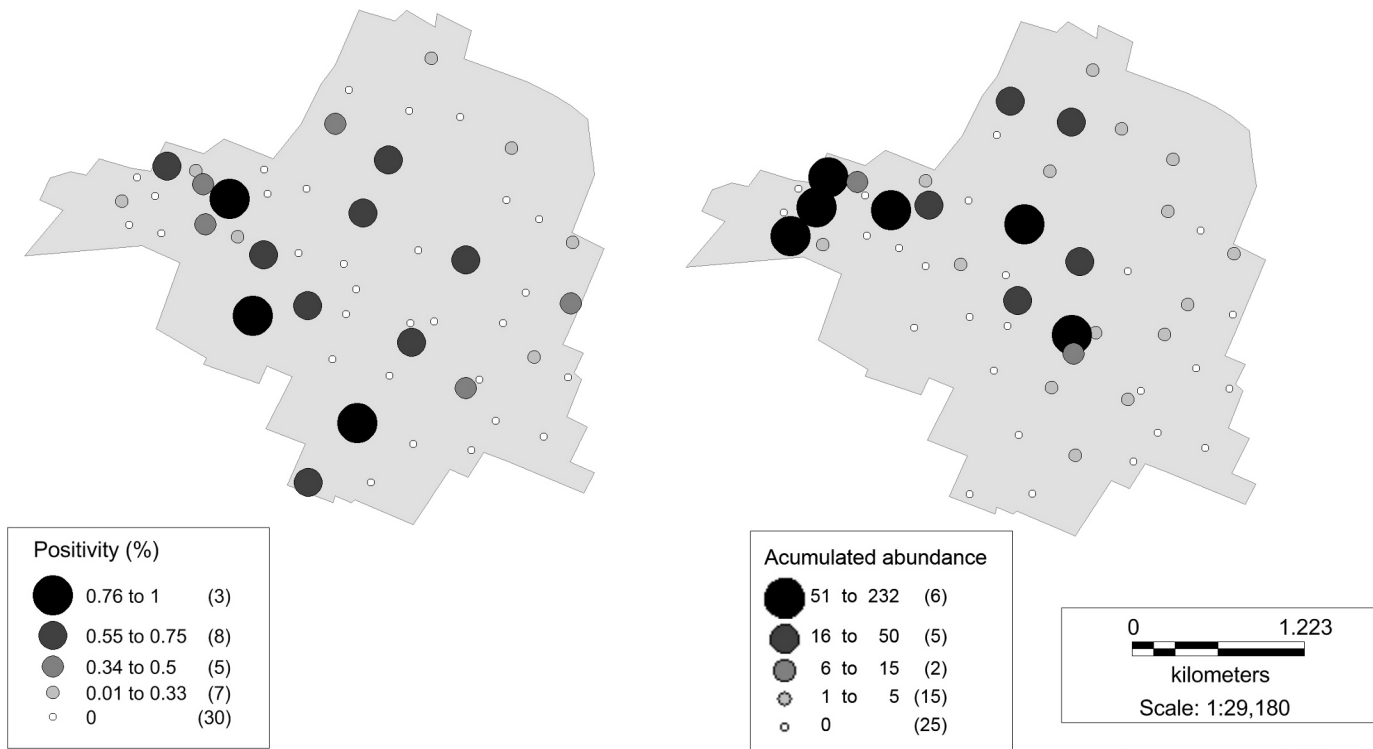 Positivity (%)
0.76 to 1 (3)
0.55 to 0.75 (8)
0.34 to 0.5 (5)
0.01 to 0.33 (7)
0 (30)
Acumulated abundance
51 to 232 (6)
16 to 50 (5)
6 to 15 (2)
1 to 5 (15)
0 (25)
0 1.223
kilometers
Scale: 1:29,180